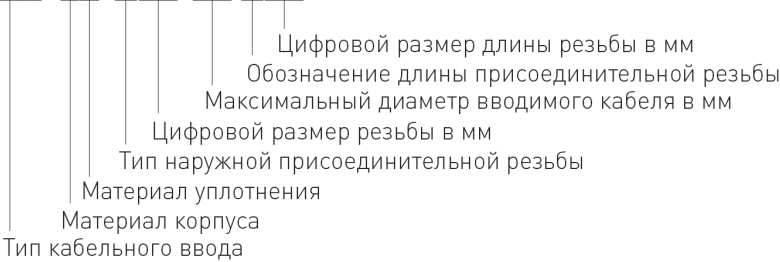 Цифровой размер длины резьбы в мм
Обозначение длины присоединительной резьбы
Максимальный диаметр вводимого кабеля в мм
Цифровой размер резьбы в мм
Тип наружной присоединительной резьбы
Материал уплотнения
Материал корпуса
Тип кабельного ввода